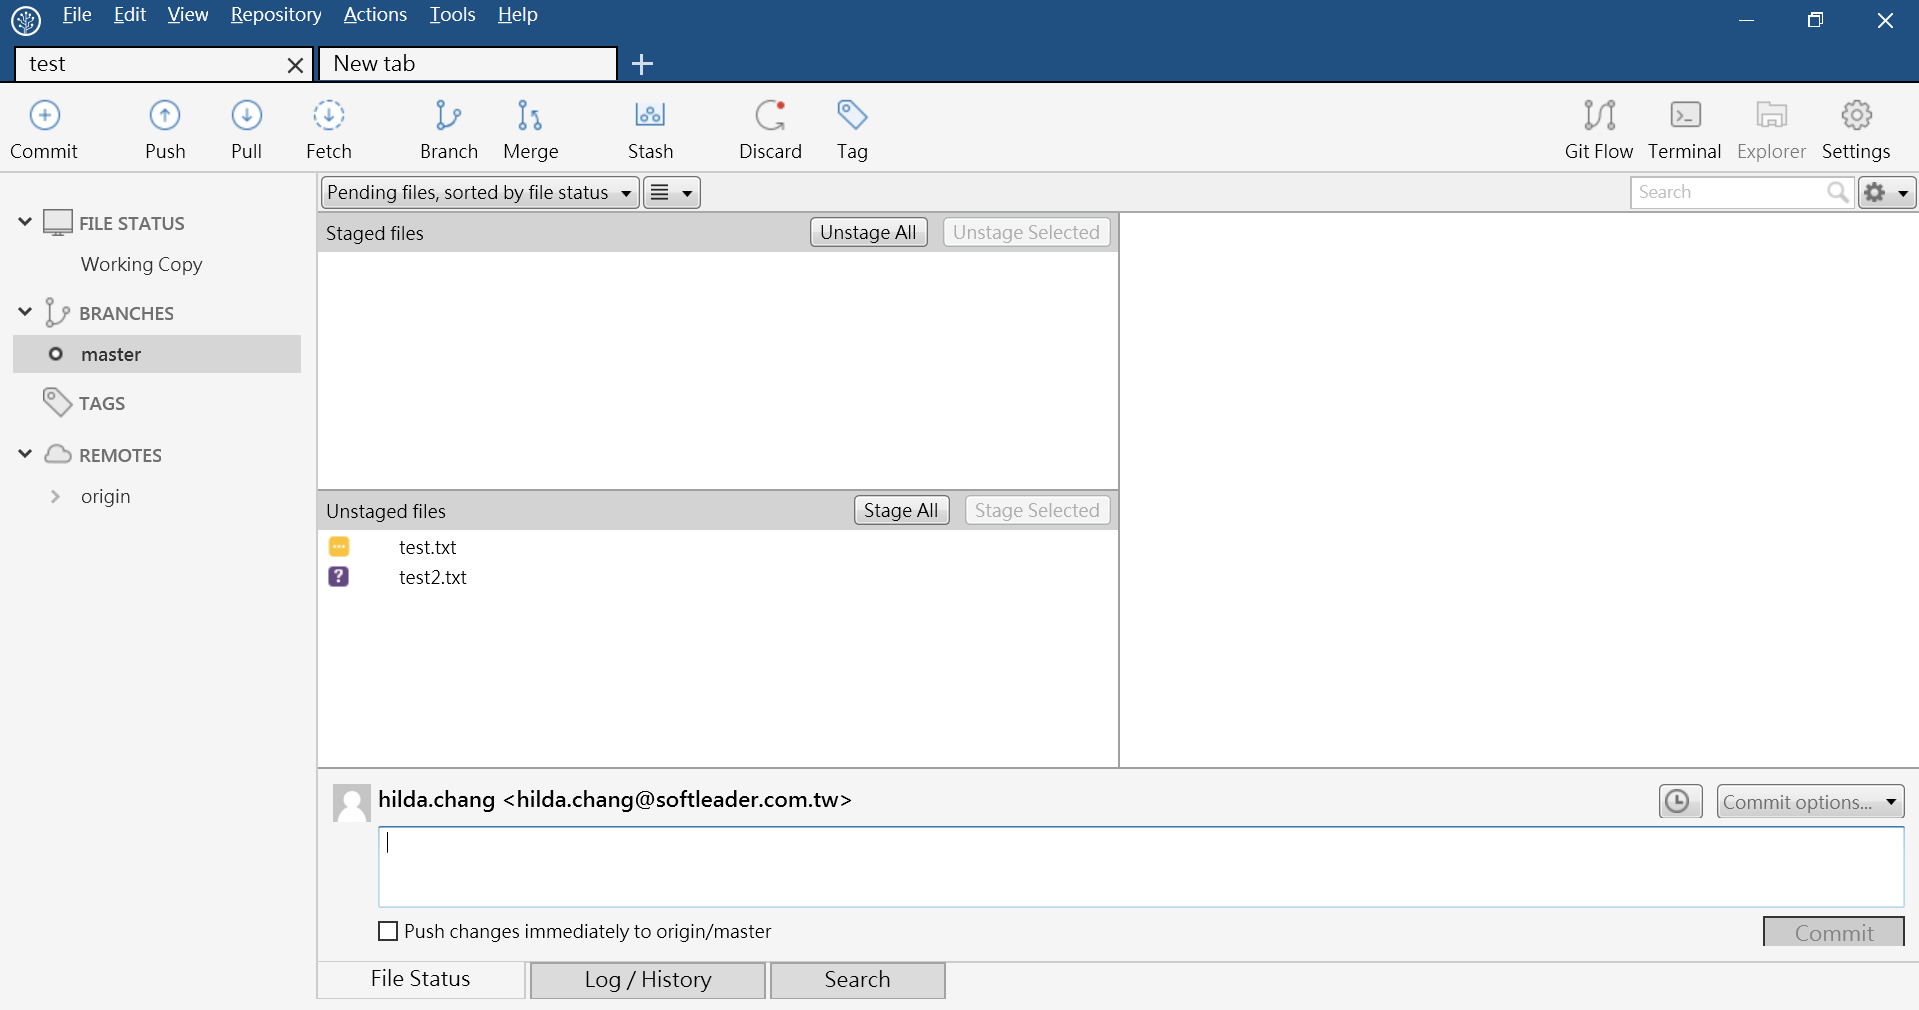 File Edit View Repository Actions Tools Help
test New tab
Commit Push Pull Fetch Branch Merge Stash Discard Tag Git Flow Terminal Explorer Settings
Pending files, sorted by file status Search
FILE STATUS
Working Copy
BRANCHES
master
TAGS
REMOTES
origin
Staged files Unstage All Unstage Selected
Unstaged files Stage All Stage Selected
test.txt
? test2.txt
hilda.chang <hilda.chang@softleader.com.tw> Commit options...
Push changes immediately to origin/master Commit
File Status Log / History Search